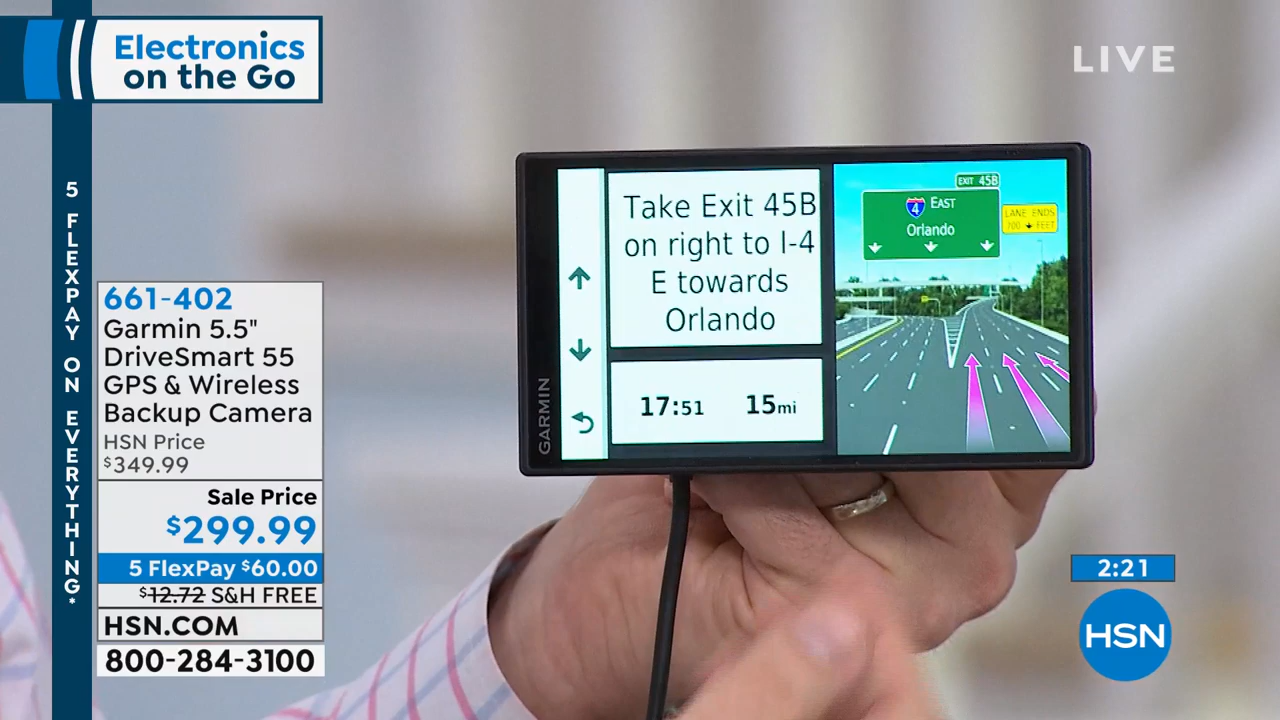 Electronics
on the Go
LIVE
5 FLEXPAY ON EVERYTHING*
661-402
Garmin 5.5"
DriveSmart 55
GPS & Wireless
Backup Camera
HSN Price
$349.99
Sale Price
$299.99
5 FlexPay $60.00
$12.72 S&H FREE
HSN.COM
800-284-3100
GARMIN
Take Exit 45B
on right to I-4
E towards
Orlando
17:51 15mi
EXIT 45B
4 EAST
Orlando
LANE ENDS
700 FEET
2:21
HSN